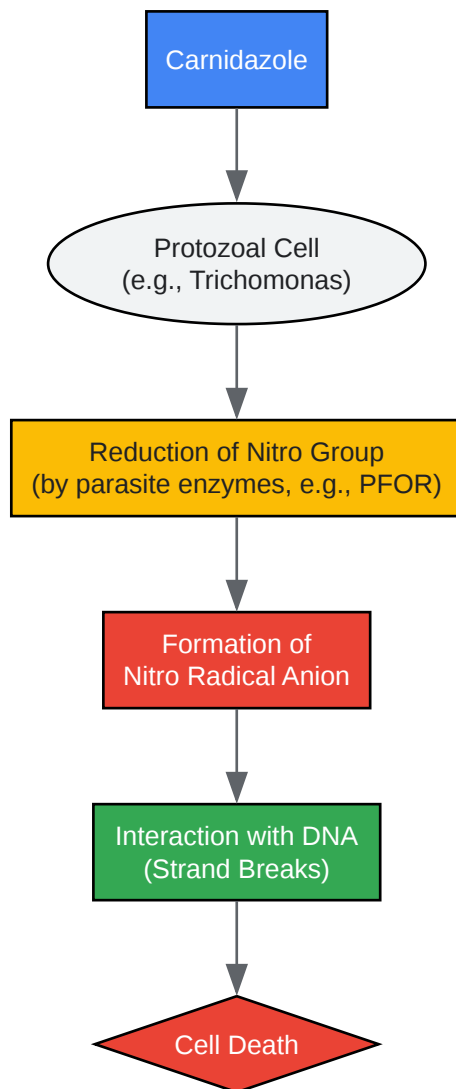 Carnidazole
Protozoal Cell
(e.g., Trichomonas)
Reduction of Nitro Group
(by parasite enzymes, e.g., PFOR)
Formation of
Nitro Radical Anion
Interaction with DNA
(Strand Breaks)
Cell Death